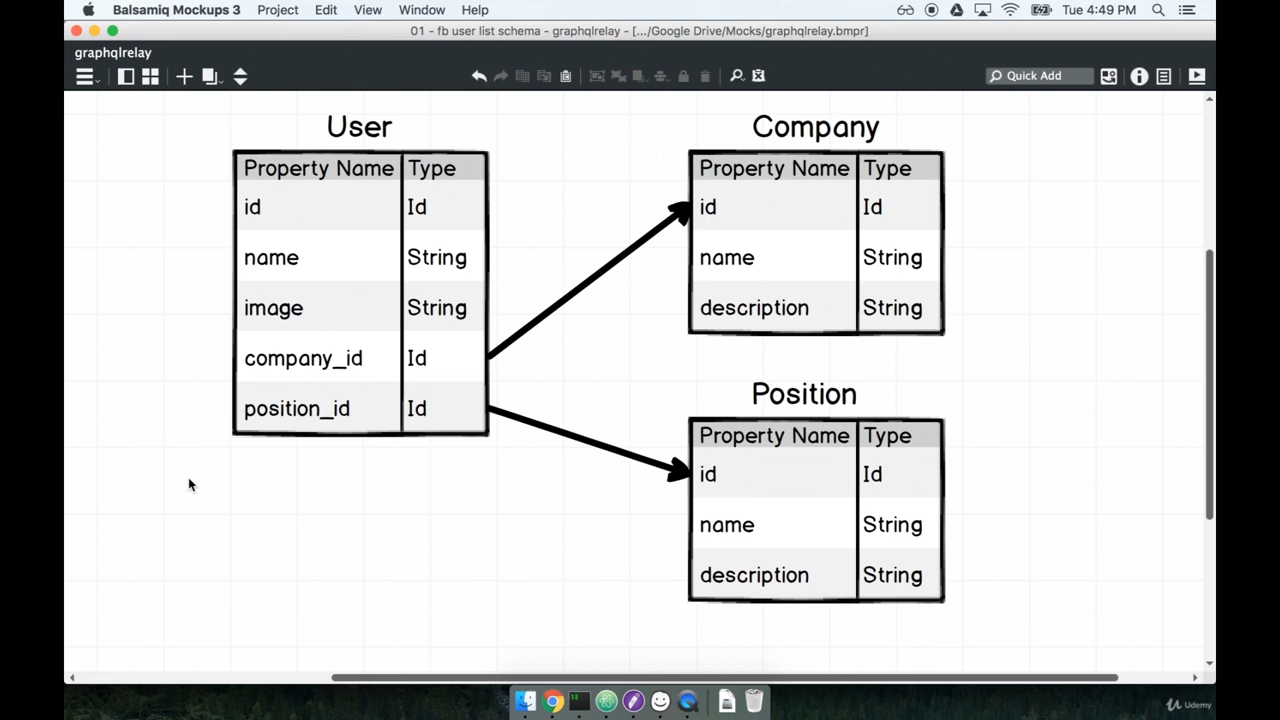 Balsamiq Mockups 3 Project Edit View Window Help Tue 4:49 PM
01 - fb user list schema - graphqlrelay - [.../Google Drive/Mocks/graphqlrelay.bmpr]
graphqlrelay
Quick Add
User
Property Name Type
id Id
name String
image String
company_id Id
position_id Id
Company
Property Name Type
id Id
name String
description String
Position
Property Name Type
id Id
name String
description String
Udemy